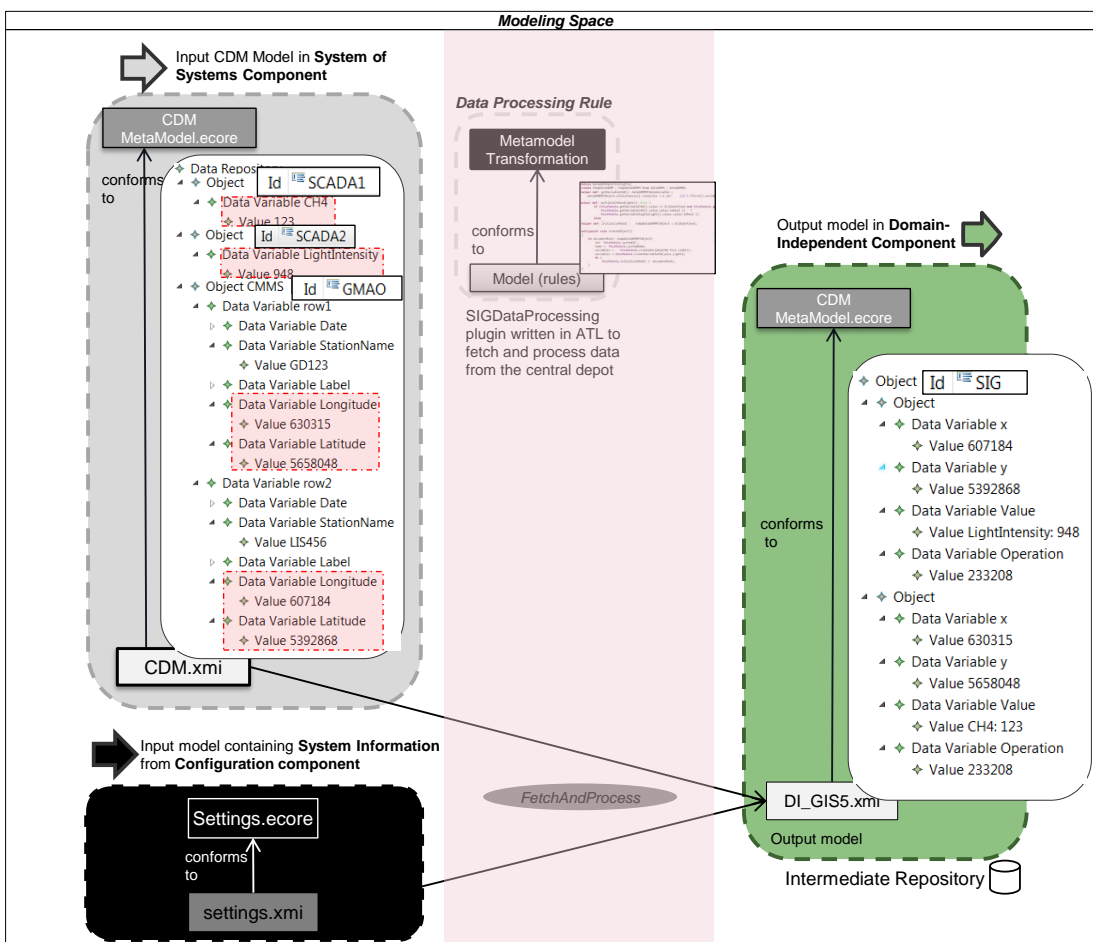 Modeling Space
Input CDM Model in System of
Systems Component
CDM
MetaModel.ecore
conforms
to
Data Repository
Object
Id SCADA1
Data Variable CH4
Value 123
Object
Id SCADA2
Data Variable LightIntensity
Value 948
Object CMMS
Id GMAO
Data Variable row1
Data Variable Date
Data Variable StationName
Value GD123
Data Variable Label
Data Variable Longitude
Value 630315
Data Variable Latitude
Value 5658048
Data Variable row2
Data Variable Date
Data Variable StationName
Value LIS456
Data Variable Label
Data Variable Longitude
Value 607184
Data Variable Latitude
Value 5392868
CDM.xmi
Input model containing System Information
from Configuration component
Settings.ecore
conforms
to
settings.xmi
Data Processing Rule
Metamodel
Transformation
conforms
to
Model (rules)
SIGDataProcessing
plugin written in ATL to
fetch and process data
from the central depot
FetchAndProcess
Output model in Domain-
Independent Component
CDM
MetaModel.ecore
conforms
to
Object
Id SIG
Object
Data Variable x
Value 607184
Data Variable y
Value 5392868
Data Variable Value
Value LightIntensity: 948
Data Variable Operation
Value 233208
Object
Data Variable x
Value 630315
Data Variable y
Value 5658048
Data Variable Value
Value CH4: 123
Data Variable Operation
Value 233208
DI_GIS5.xmi
Output model
Intermediate Repository